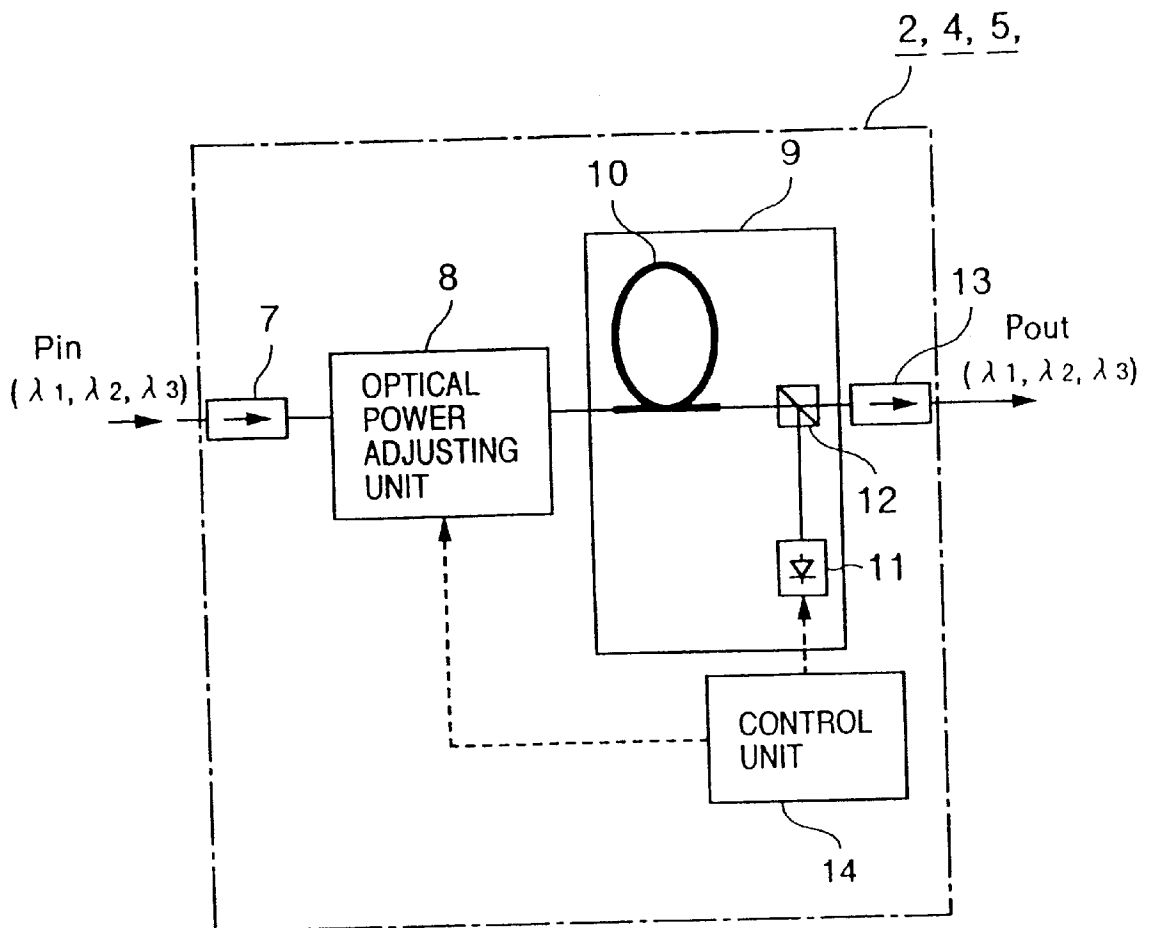 2, 4, 5,
9
10
8
13
7
Pin
Pout
(λ1, λ2, λ3)
(λ1, λ2, λ3)
OPTICAL
POWER
ADJUSTING
UNIT
12
11
CONTROL
UNIT
14